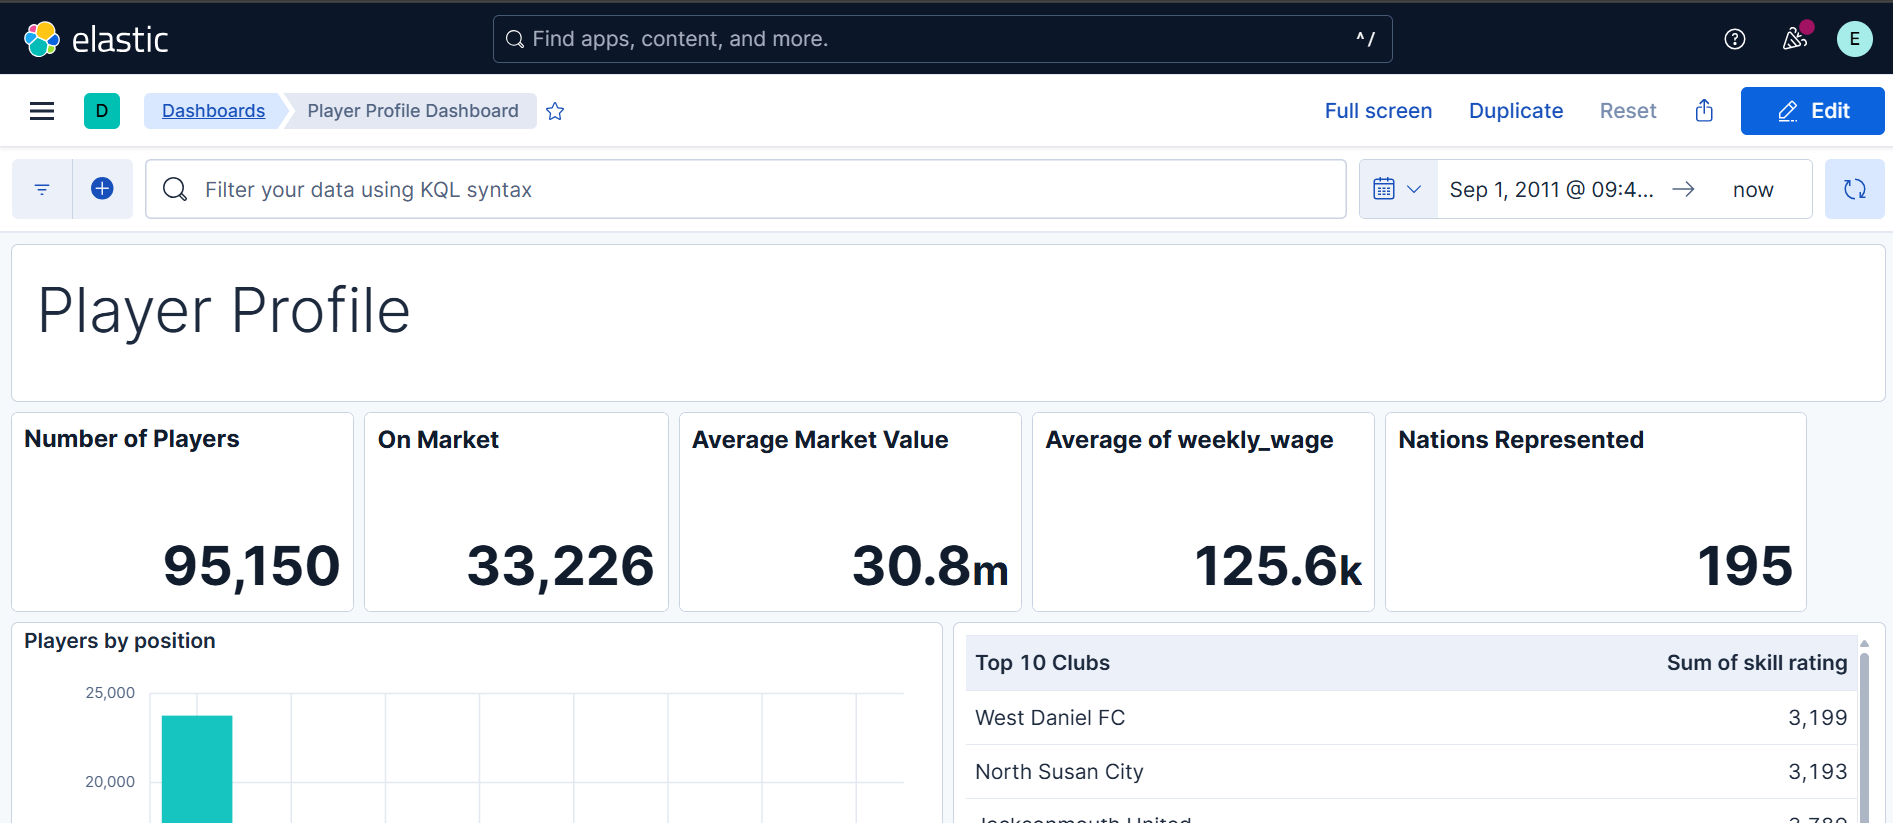 elastic
Find apps, content, and more.
^/
E
D
Dashboards
Player Profile Dashboard
Full screen
Duplicate
Reset
Edit
Filter your data using KQL syntax
Sep 1, 2011 @ 09:4...
now
Player Profile
Number of Players
95,150
On Market
33,226
Average Market Value
30.8m
Average of weekly_wage
125.6k
Nations Represented
195
Players by position
25,000
20,000
Top 10 Clubs
Sum of skill rating
West Daniel FC
3,199
North Susan City
3,193